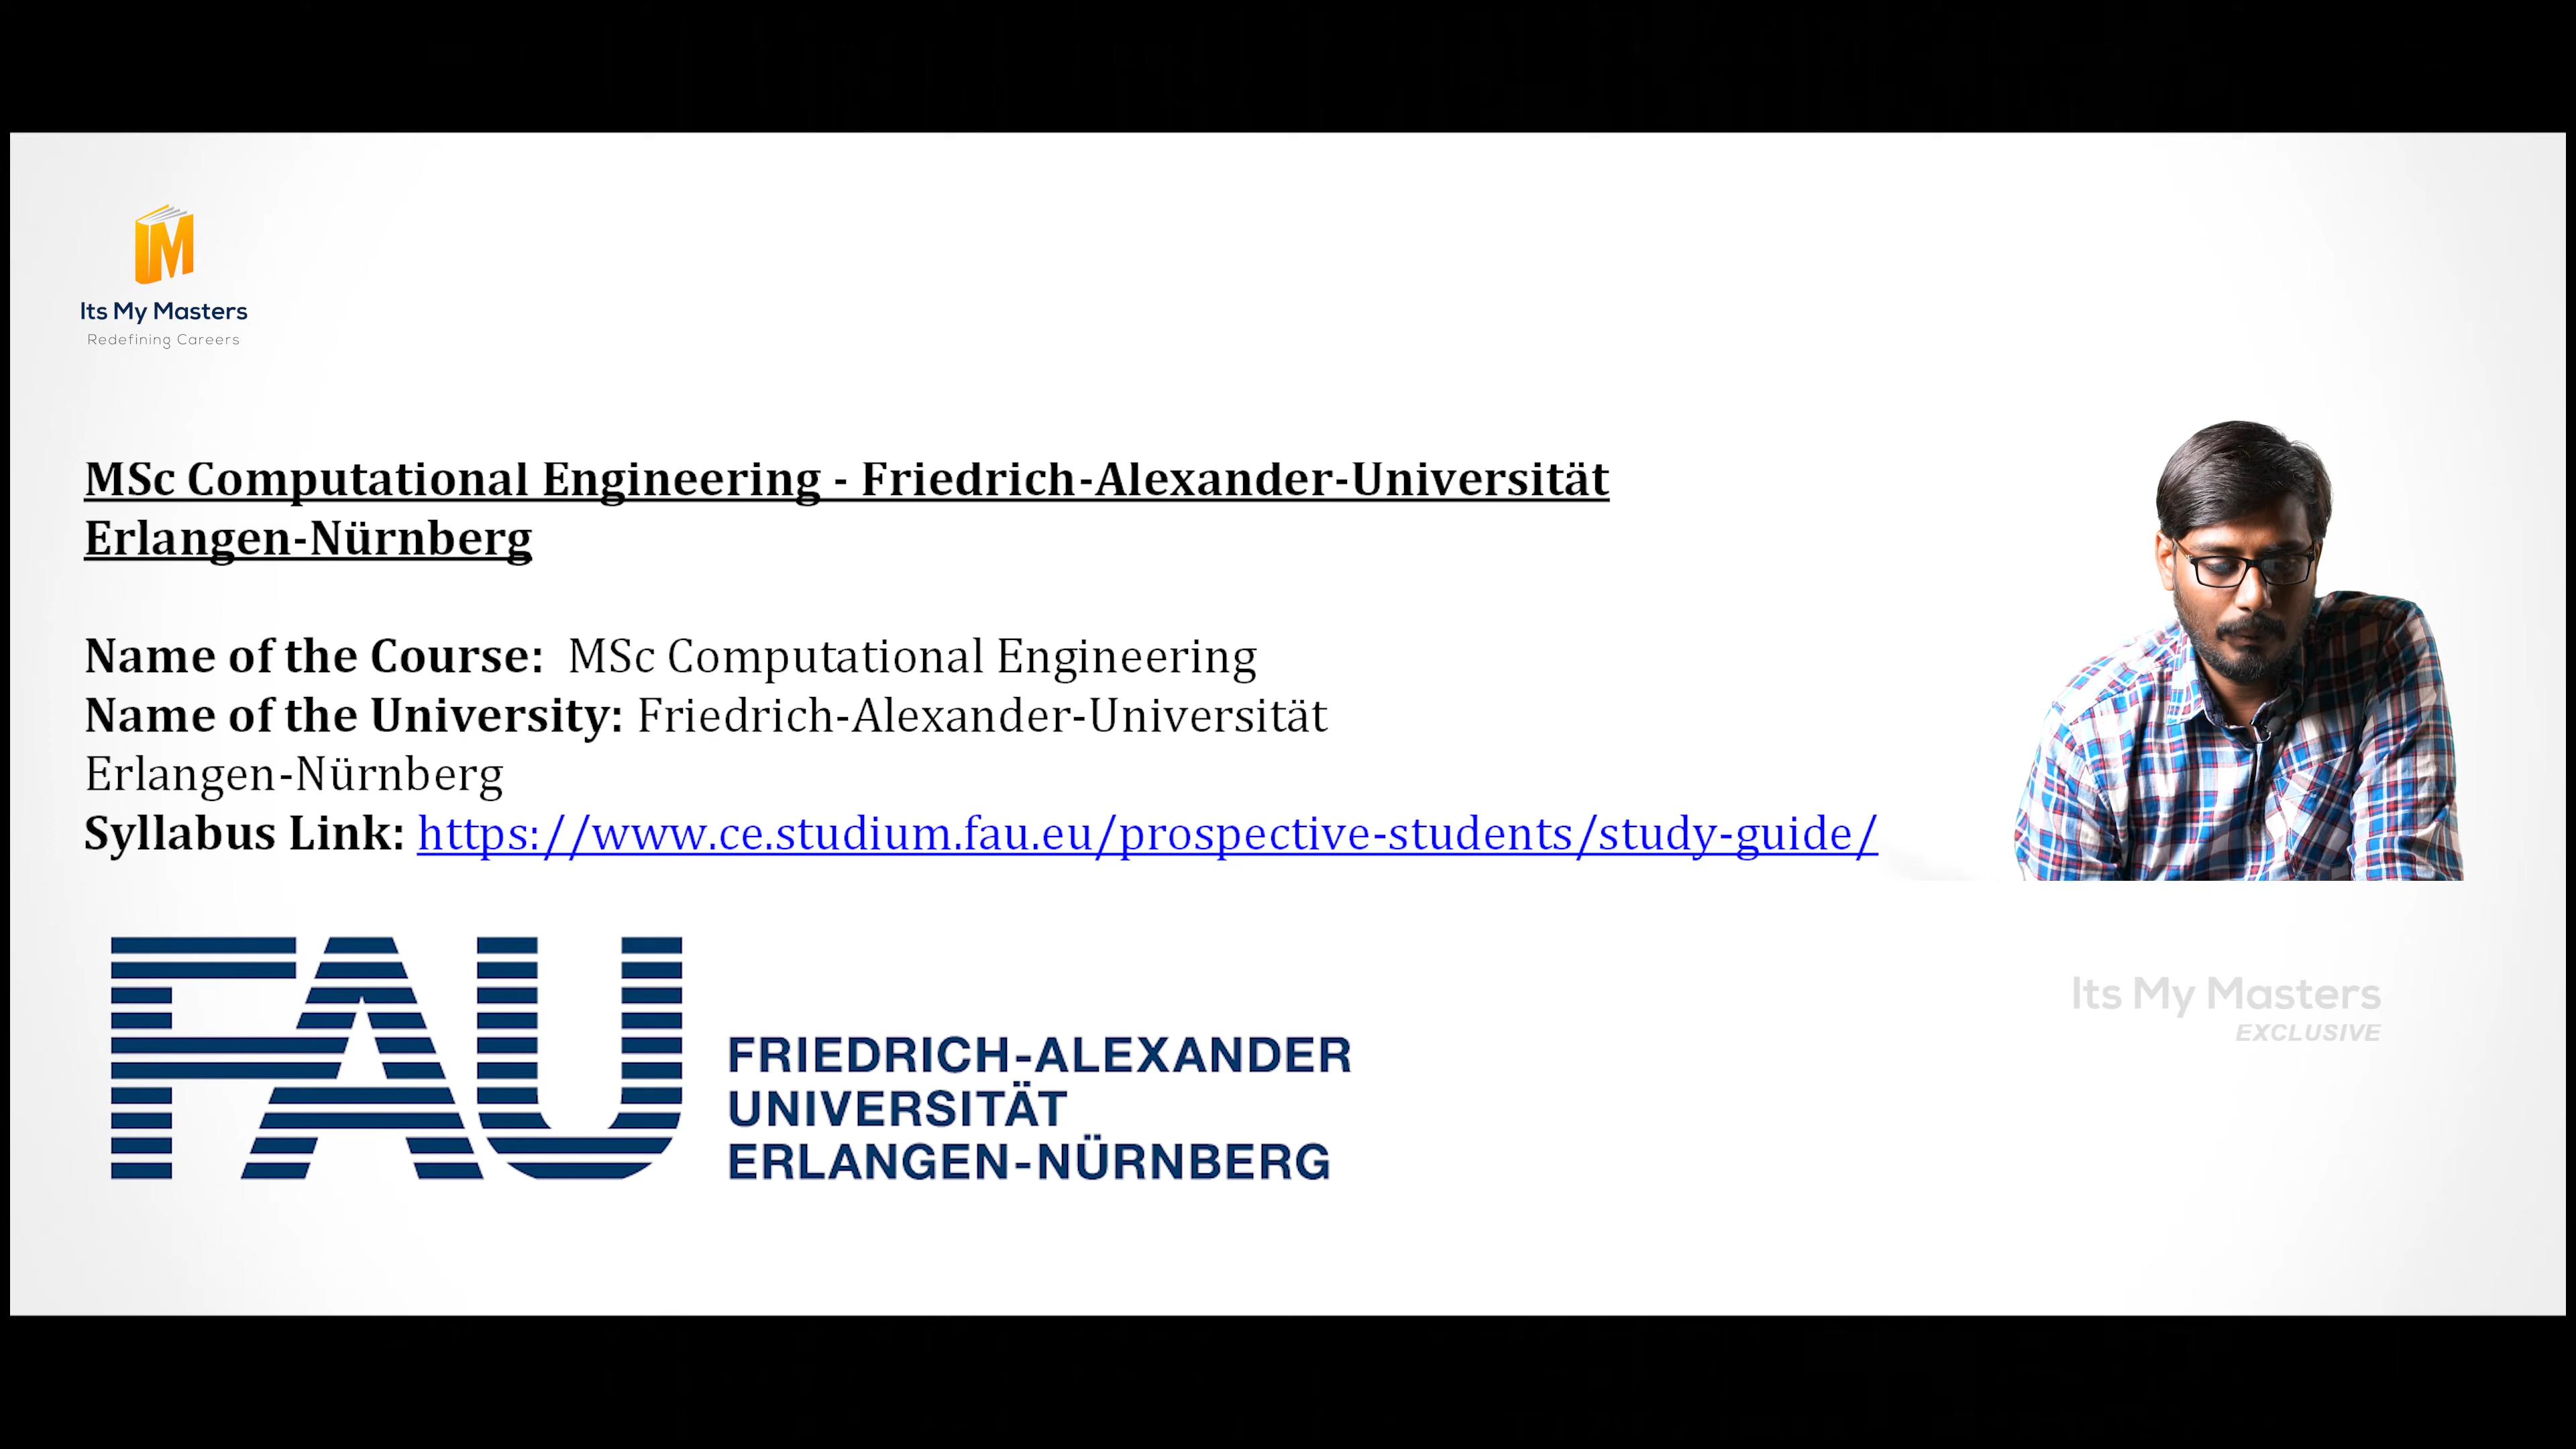 Its My Masters
Redefining Careers
MSc Computational Engineering - Friedrich-Alexander-Universität
Erlangen-Nürnberg
Name of the Course: MSc Computational Engineering
Name of the University: Friedrich-Alexander-Universität
Erlangen-Nürnberg
Syllabus Link: https://www.ce.studium.fau.eu/prospective-students/study-guide/
FAU
FRIEDRICH-ALEXANDER
UNIVERSITÄT
ERLANGEN-NÜRNBERG
Its My Masters
EXCLUSIVE